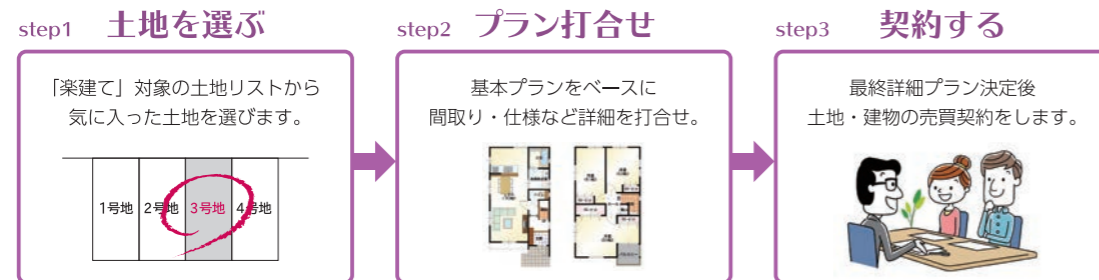 step1 土地を選ぶ
「楽建て」対象の土地リストから
気に入った土地を選びます。
1号地 2号地 3号地 4号地
step2 プラン打合せ
基本プランをベースに
間取り・仕様など詳細を打合せ。
step3 契約する
最終詳細プラン決定後
土地・建物の売買契約をします。